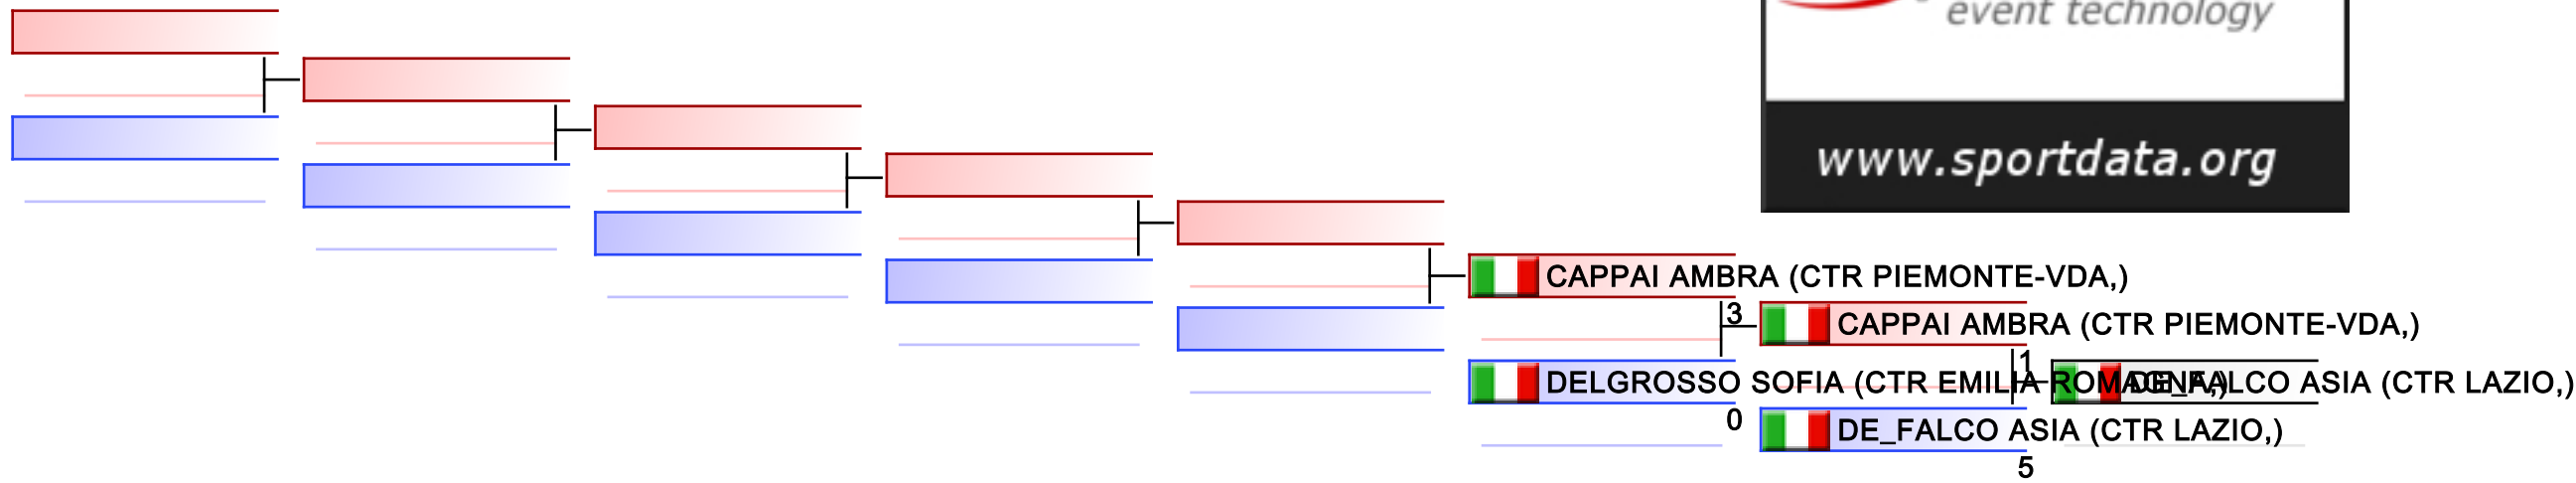 event technology
www.sportdata.org
CAPPAI AMBRA (CTR PIEMONTE-VDA,)
3
CAPPAI AMBRA (CTR PIEMONTE-VDA,)
1
DELGROSSO SOFIA (CTR EMILIA ROMAGNA,)
DE_FALCO ASIA (CTR LAZIO,)
0
DE_FALCO ASIA (CTR LAZIO,)
5